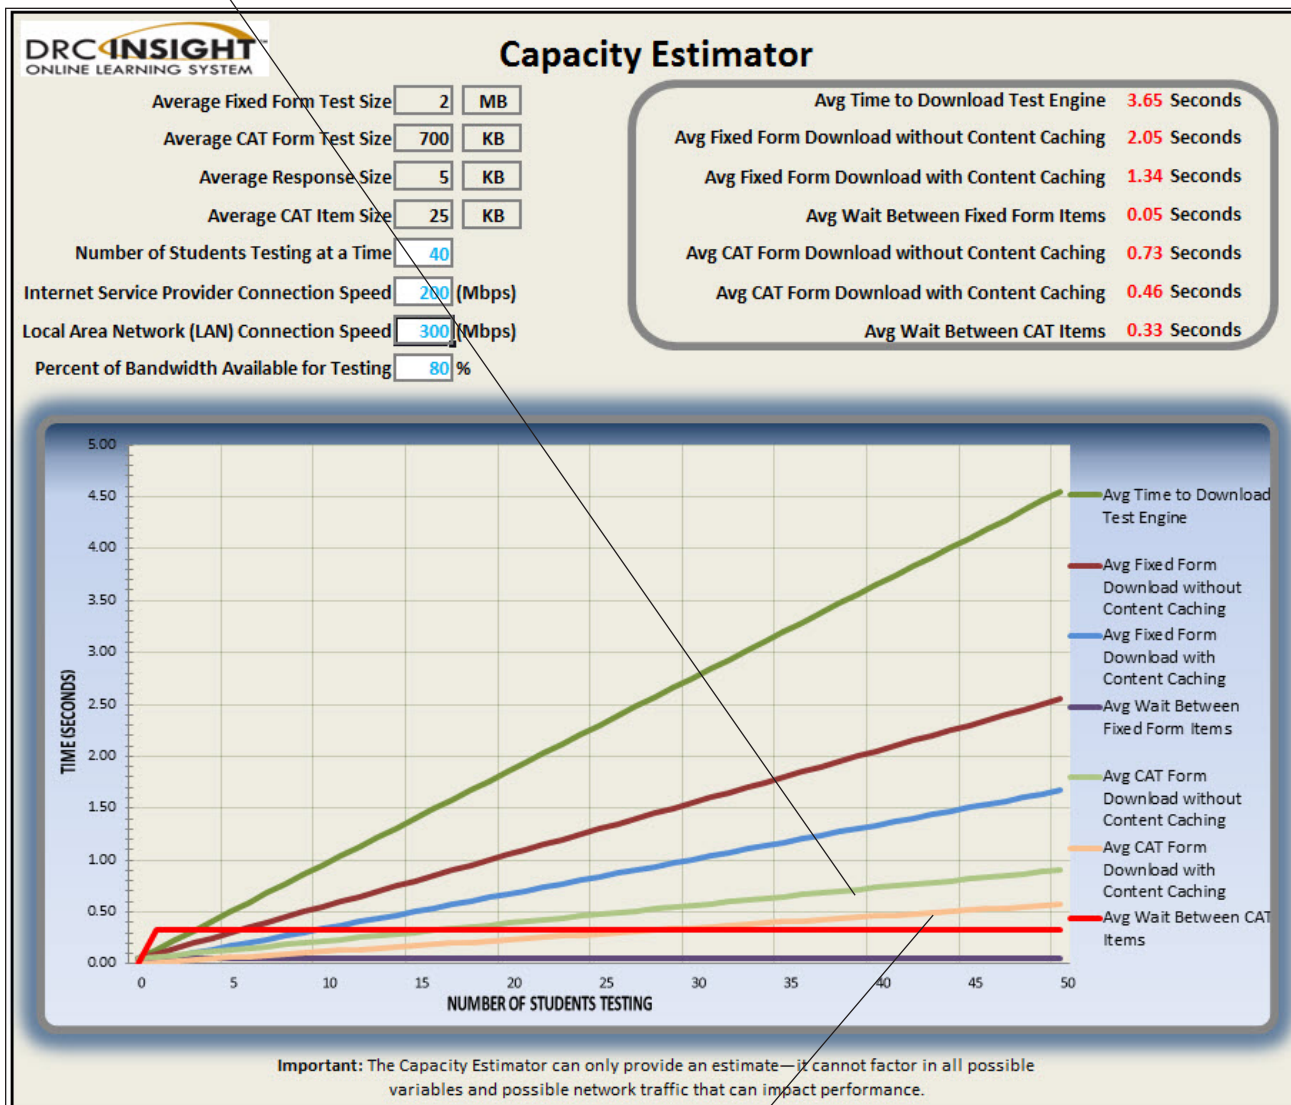 DRC INSIGHT
ONLINE LEARNING SYSTEM
Capacity Estimator
Average Fixed Form Test Size 2 MB
Average CAT Form Test Size 700 KB
Average Response Size 5 KB
Average CAT Item Size 25 KB
Number of Students Testing at a Time 40
Internet Service Provider Connection Speed 200 (Mbps)
Local Area Network (LAN) Connection Speed 300 (Mbps)
Percent of Bandwidth Available for Testing 80 %
Avg Time to Download Test Engine 3.65 Seconds
Avg Fixed Form Download without Content Caching 2.05 Seconds
Avg Fixed Form Download with Content Caching 1.34 Seconds
Avg Wait Between Fixed Form Items 0.05 Seconds
Avg CAT Form Download without Content Caching 0.73 Seconds
Avg CAT Form Download with Content Caching 0.46 Seconds
Avg Wait Between CAT Items 0.33 Seconds
TIME (SECONDS)
5.00
4.50
4.00
3.50
3.00
2.50
2.00
1.50
1.00
0.50
0.00
0 5 10 15 20 25 30 35 40 45 50
NUMBER OF STUDENTS TESTING
Avg Time to Download
Test Engine
Avg Fixed Form
Download without
Content Caching
Avg Fixed Form
Download with
Content Caching
Avg Wait Between
Fixed Form Items
Avg CAT Form
Download without
Content Caching
Avg CAT Form
Download with
Content Caching
Avg Wait Between CAT
Items
Important: The Capacity Estimator can only provide an estimate—it cannot factor in all possible
variables and possible network traffic that can impact performance.